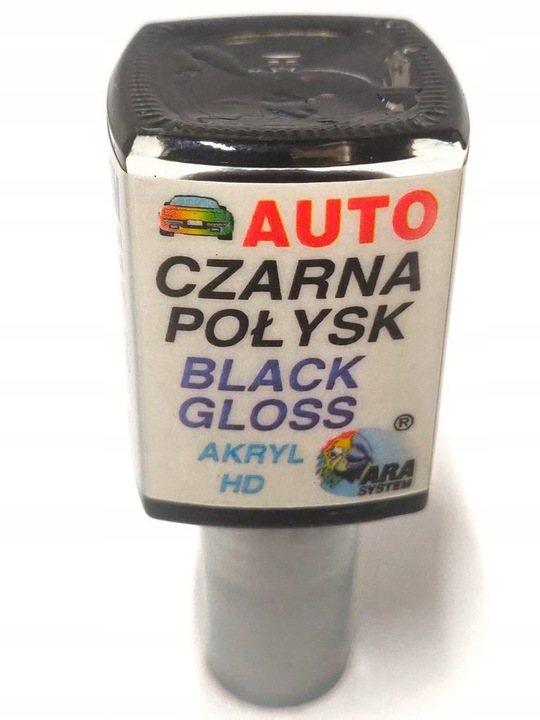 AUTO
CZARNA
POŁYSK
BLACK
GLOSS
AKRYL
HD
®
ARA
SYSTEM